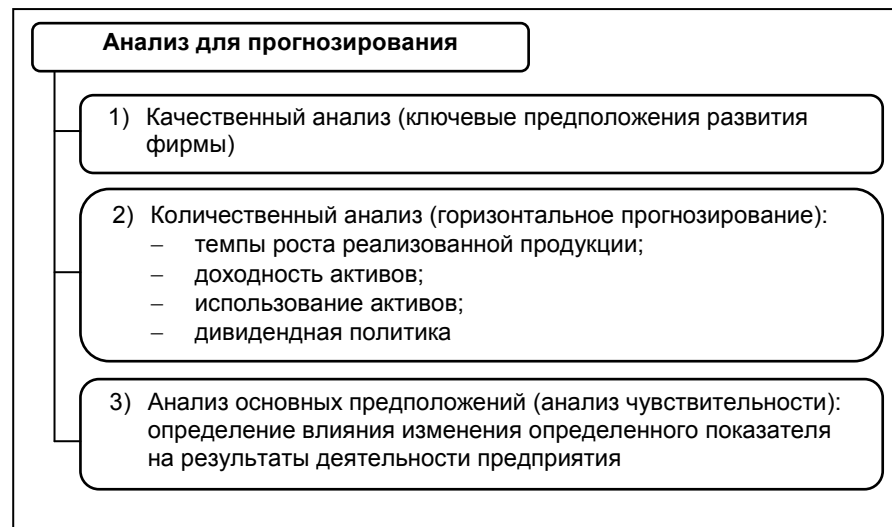 Анализ для прогнозирования
1) Качественный анализ (ключевые предположения развития
фирмы)
2) Количественный анализ (горизонтальное прогнозирование):
– темпы роста реализованной продукции;
– доходность активов;
– использование активов;
– дивидендная политика
3) Анализ основных предположений (анализ чувствительности):
определение влияния изменения определенного показателя
на результаты деятельности предприятия